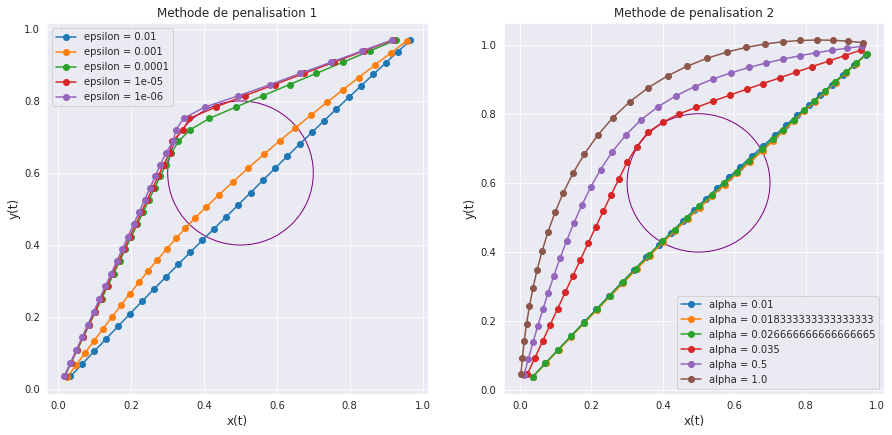 Methode de penalisation 1
epsilon = 0.01
epsilon = 0.001
epsilon = 0.0001
epsilon = 1e-05
epsilon = 1e-06
1.0
0.8
0.6
0.4
0.2
0.0
y(t)
0.0 0.2 0.4 0.6 0.8 1.0
x(t)
Methode de penalisation 2
1.0
0.8
0.6
0.4
0.2
0.0
y(t)
alpha = 0.01
alpha = 0.018333333333333333
alpha = 0.026666666666666665
alpha = 0.035
alpha = 0.5
alpha = 1.0
0.0 0.2 0.4 0.6 0.8 1.0
x(t)